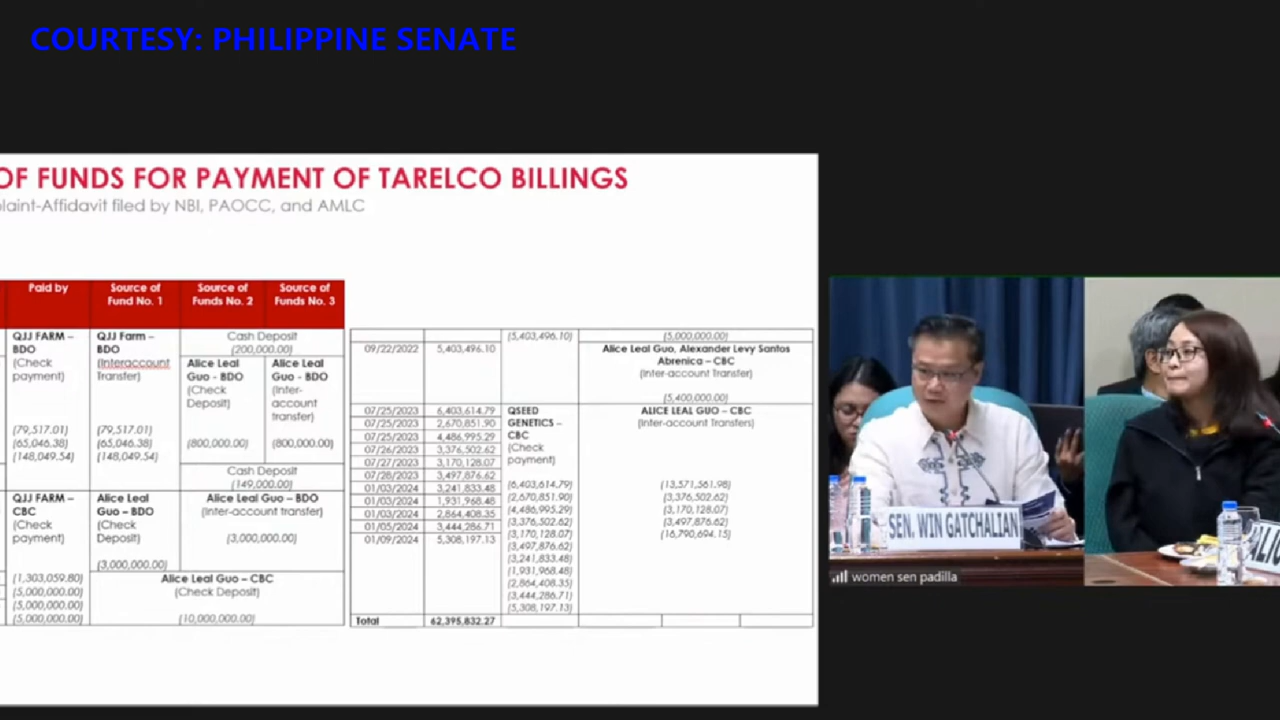 COURTESY: PHILIPPINE SENATE
OF FUNDS FOR PAYMENT OF TARELCO BILLINGS
laint-Affidavit filed by NBI, PAOCC, and AMLC
Paid by
Source of
Fund No. 1
Source of
Funds No. 2
Source of
Funds No. 3
QJJ FARM –
BDO
(Check
payment)
(79,517.01)
(65,046.38)
(148,049.54)
QJJ Farm –
BDO
(Interaccount
Transfer)
(79,517.01)
(65,046.38)
(148,049.54)
Cash Deposit
(200,000.00)
Alice Leal
Guo - BDO
(Check
Deposit)
(800,000.00)
Alice Leal
Guo - BDO
(Inter-
account
transfer)
(800,000.00)
Cash Deposit
(149,000.00)
QJJ FARM –
CBC
(Check
payment)
(1,303,059.80)
(5,000,000.00)
(5,000,000.00)
(5,000,000.00)
Alice Leal
Guo – BDO
(Check
Deposit)
(3,000,000.00)
Alice Leal Guo – BDO
(Inter-account transfer)
(3,000,000.00)
Alice Leal Guo – CBC
(Check Deposit)
(10,000,000.00)
(5,403,496.10)
(5,000,000.00)
09/22/2022
5,403,496.10
Alice Leal Guo, Alexander Levy Santos
Abrenica – CBC
(Inter-account Transfer)
(5,400,000.00)
07/25/2023 6,403,614.79
07/25/2023 2,670,851.90
07/25/2023 4,486,995.29
07/26/2023 3,376,502.62
07/27/2023 3,170,128.07
07/28/2023 3,497,876.62
01/03/2024 3,241,833.48
01/03/2024 1,931,968.48
01/03/2024 2,864,408.35
01/05/2024 3,444,286.71
01/09/2024 5,308,197.13
QSEED
GENETICS –
CBC
(Check
payment)
(6,403,614.79)
(2,670,851.90)
(4,486,995.29)
(3,376,502.62)
(3,170,128.07)
(3,497,876.62)
(3,241,833.48)
(1,931,968.48)
(2,864,408.35)
(3,444,286.71)
(5,308,197.13)
ALICE LEAL GUO – CBC
(Inter-account Transfers)
(13,571,561.98)
(3,376,502.62)
(3,170,128.07)
(3,497,876.62)
(16,790,694.15)
Total 62,395,832.27
SEN. WIN GATCHALIAN
ALIC
women sen padilla